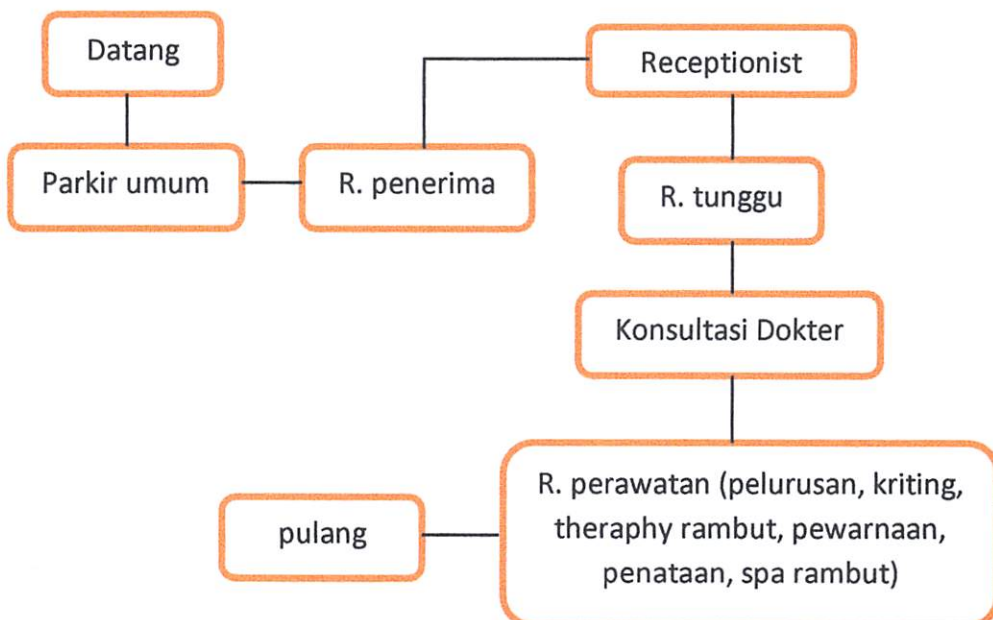 Datang
Receptionist
Parkir umum
R. penerima
R. tunggu
Konsultasi Dokter
R. perawatan (pelurusan, kriting,
theraphy rambut, pewarnaan,
penataan, spa rambut)
pulang